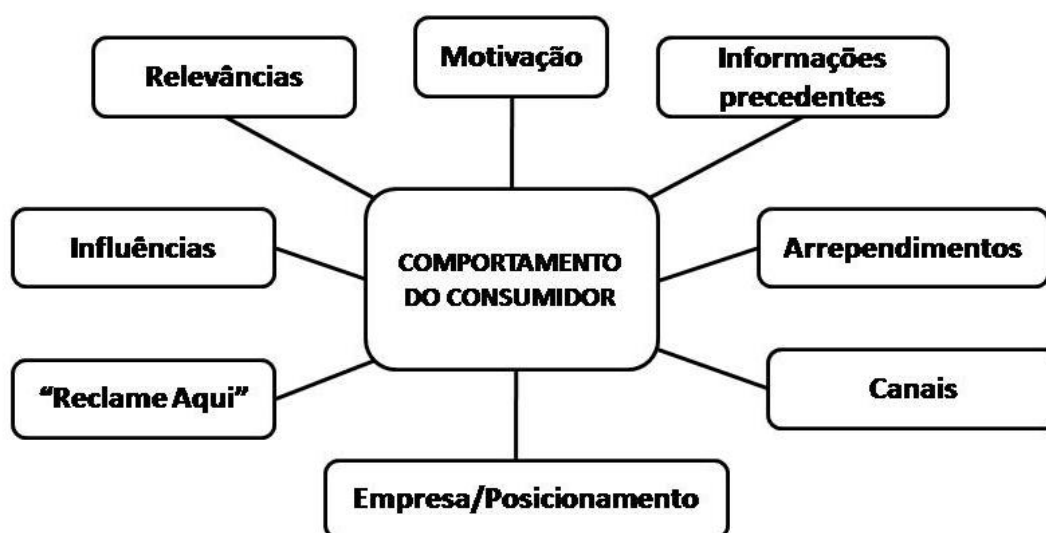 Motivação
Relevâncias
Informações
precedentes
Influências
COMPORTAMENTO
DO CONSUMIDOR
Arrependimentos
“Reclame Aqui”
Canais
Empresa/Posicionamento